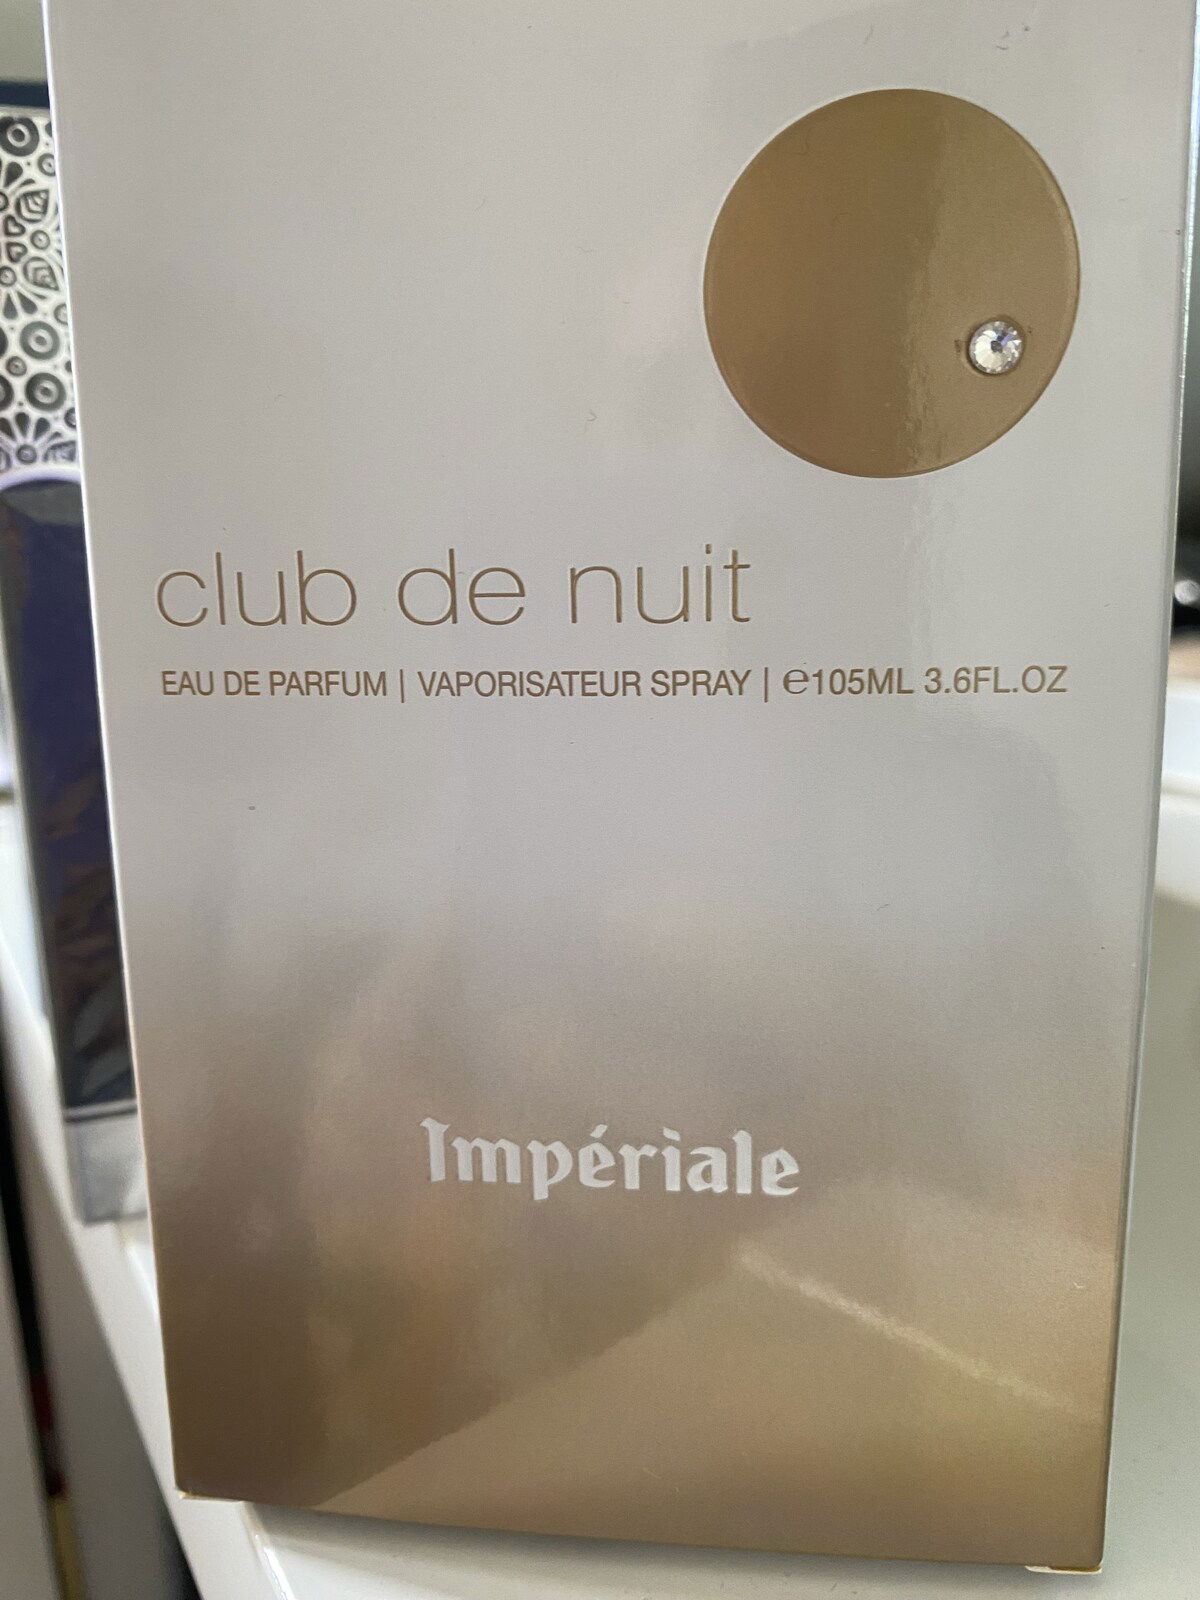 club de nuit
EAU DE PARFUM | VAPORISATEUR SPRAY | ℮105ML 3.6FL.OZ
Impériale